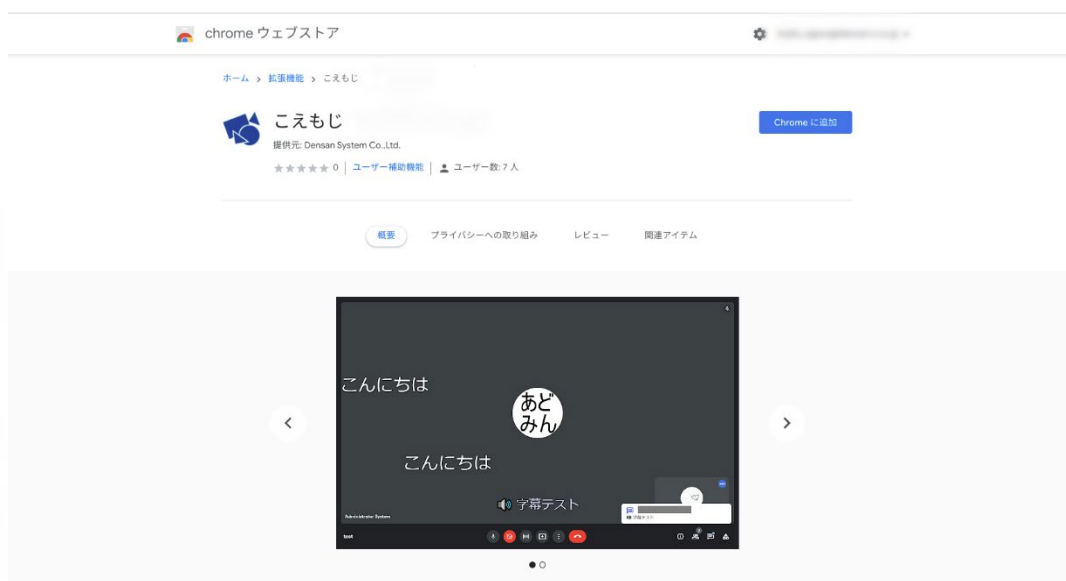 chrome ウェブストア
ホーム > 拡張機能 > こえもじ
こえもじ
Chrome に追加
提供元: Densan System Co.,Ltd.
★★★★★ 0 | ユーザー補助機能 | ユーザー数: 7 人
概要 プライバシーへの取り組み レビュー 関連アイテム
こんにちは
あど
みん
こんにちは
字幕テスト
字幕テスト
Administrator System
test